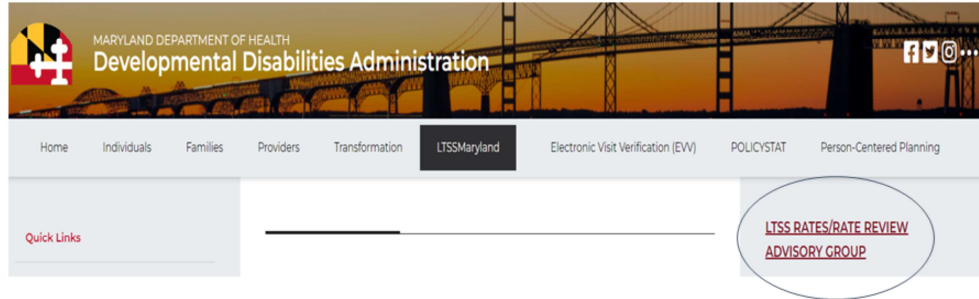 MARYLAND DEPARTMENT OF HEALTH
Developmental Disabilities Administration
Home Individuals Families Providers Transformation LTSSMaryland Electronic Visit Verification (EVV) POLICYSTAT Person-Centered Planning
Quick Links
LTSS RATES/RATE REVIEW
ADVISORY GROUP